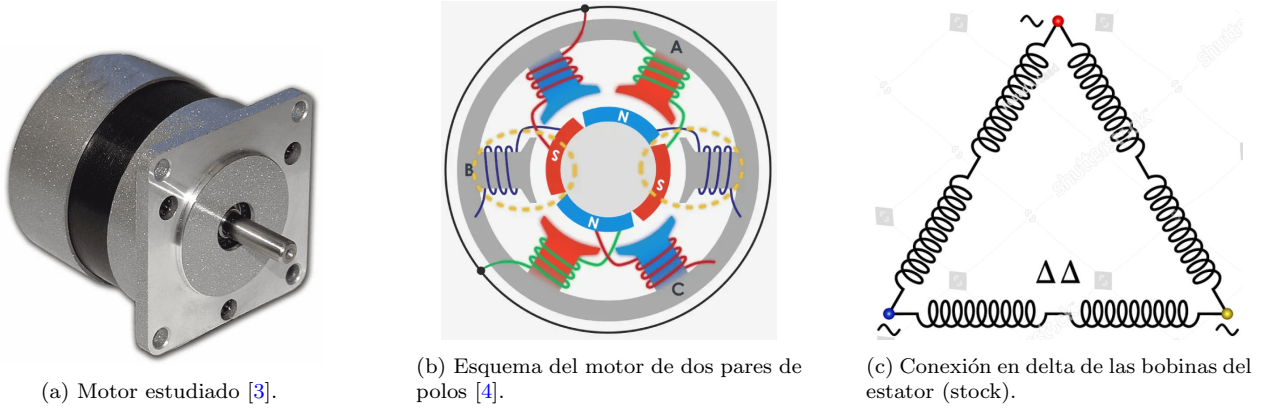 A
N
S
B
S
N
C
~
Δ Δ
~
~
(a) Motor estudiado [3].
(b) Esquema del motor de dos pares de
polos [4].
(c) Conexión en delta de las bobinas del
estator (stock).